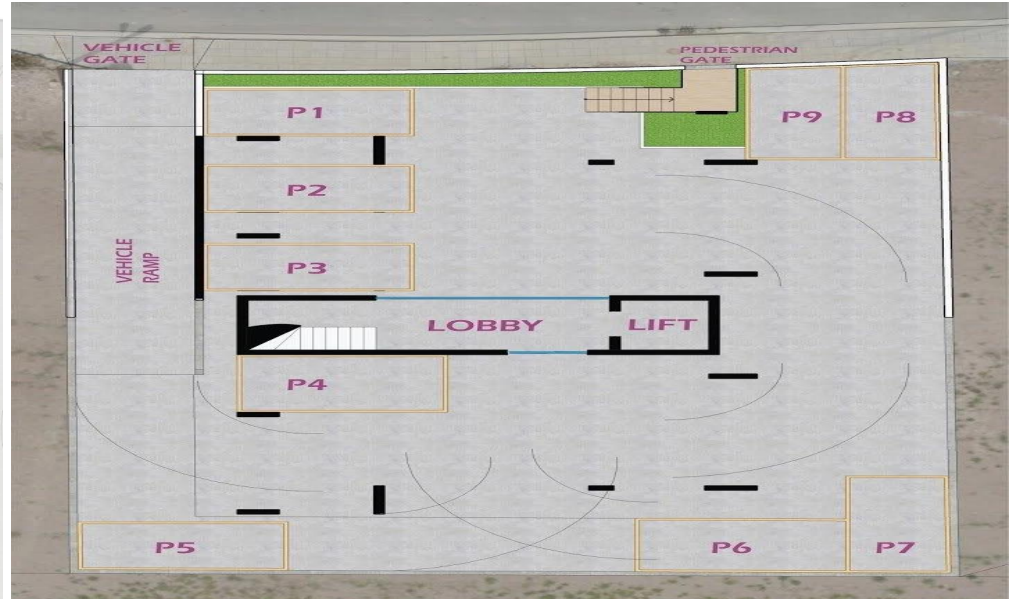 VEHICLE
GATE
PEDESTRIAN
GATE
P1
P9
P8
P2
VEHICLE
RAMP
P3
LOBBY
LIFT
P4
P5
P6
P7